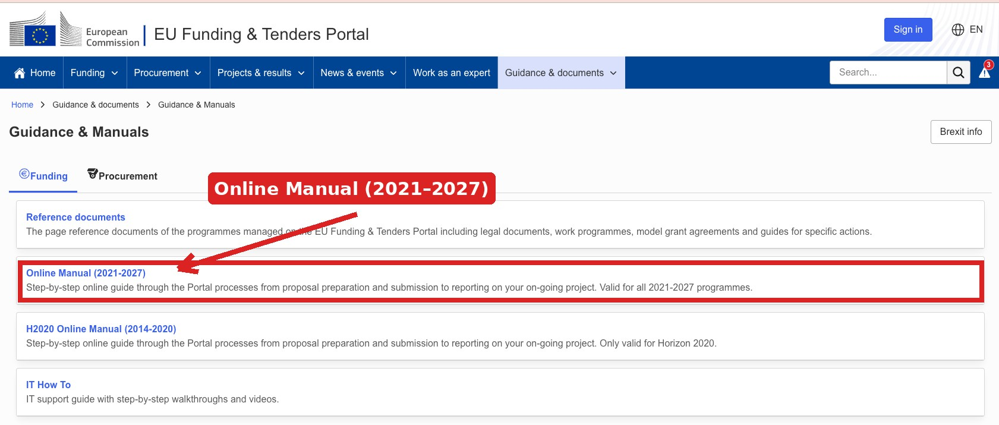 European
Commission
EU Funding & Tenders Portal
Sign in
EN
Home
Funding
Procurement
Projects & results
News & events
Work as an expert
Guidance & documents
Search...
3
Home > Guidance & documents > Guidance & Manuals
Guidance & Manuals
Brexit info
Funding
Procurement
Online Manual (2021–2027)
Reference documents
The page reference documents of the programmes managed on the EU Funding & Tenders Portal including legal documents, work programmes, model grant agreements and guides for specific actions.
Online Manual (2021-2027)
Step-by-step online guide through the Portal processes from proposal preparation and submission to reporting on your on-going project. Valid for all 2021-2027 programmes.
H2020 Online Manual (2014-2020)
Step-by-step online guide through the Portal processes from proposal preparation and submission to reporting on your on-going project. Only valid for Horizon 2020.
IT How To
IT support guide with step-by-step walkthroughs and videos.